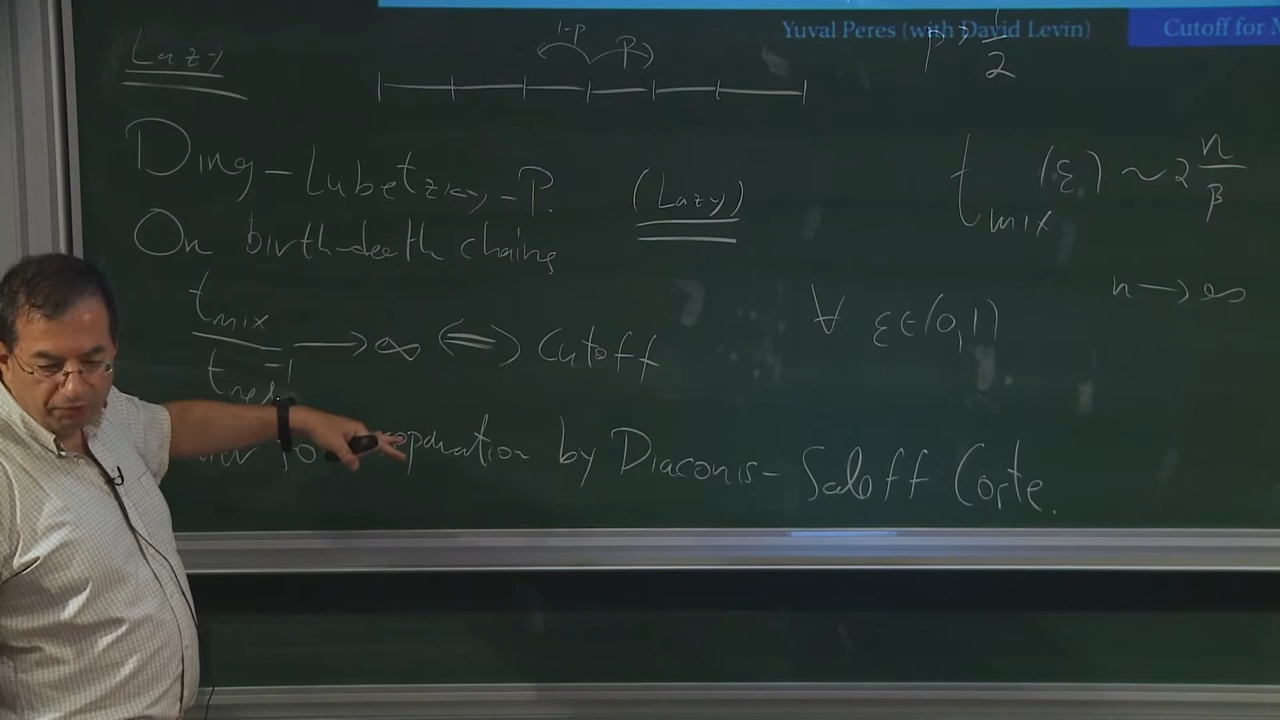 Yuval Peres (with David Levin)
Cutoff for
Lazy
1-p
p
p > 1/2
Ding-Lubetzky-P.
(Lazy)
t_mix (ε) ~ 2 n/β
On birth-death chains
n → ∞
t_mix / t_rel → ∞ ⟺ Cutoff
∀ ε∈(0,1)
separation by Diaconis-Saloff Coste.